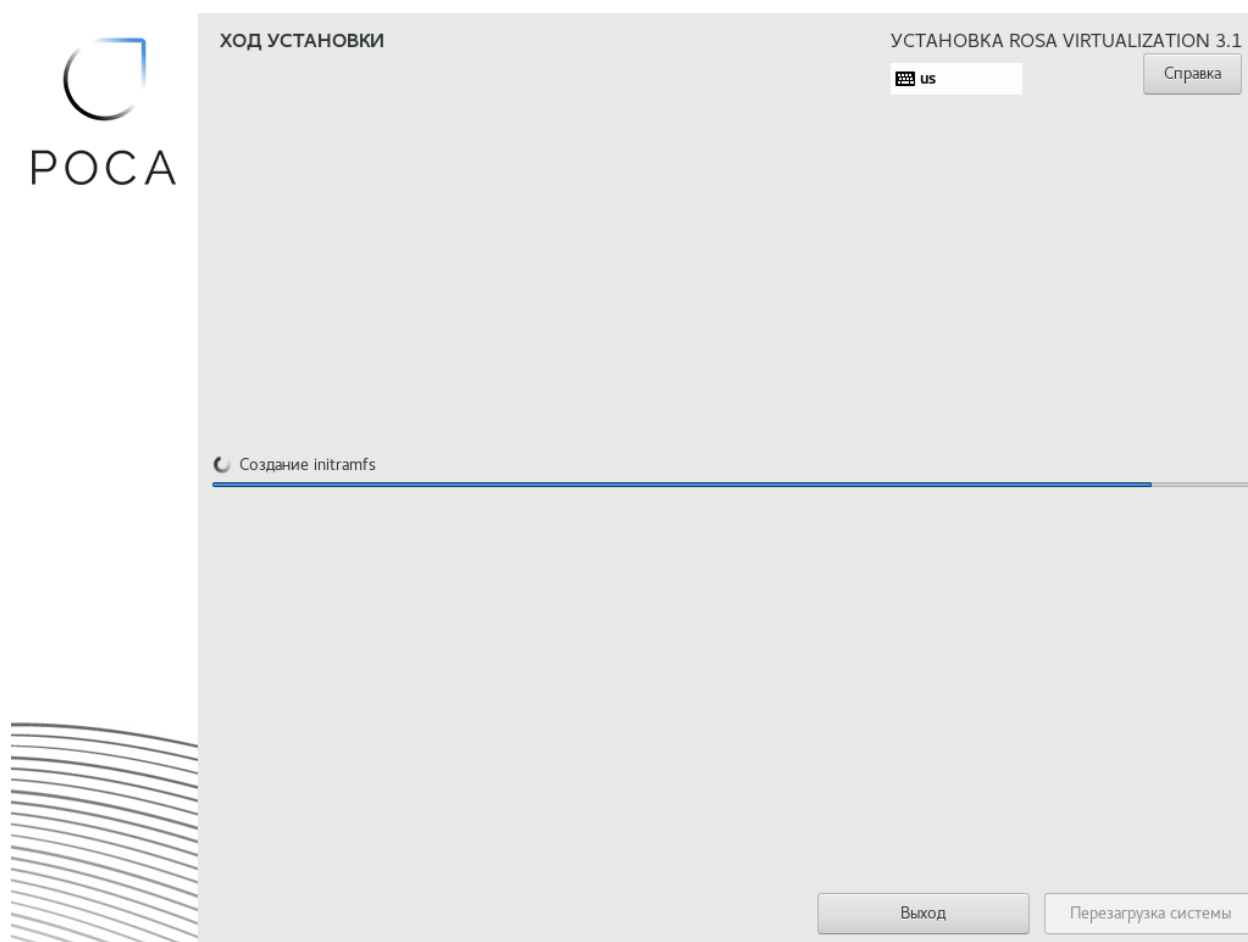 РОСА
ХОД УСТАНОВКИ
УСТАНОВКА ROSA VIRTUALIZATION 3.1
us
Справка
Создание initramfs
Выход
Перезагрузка системы